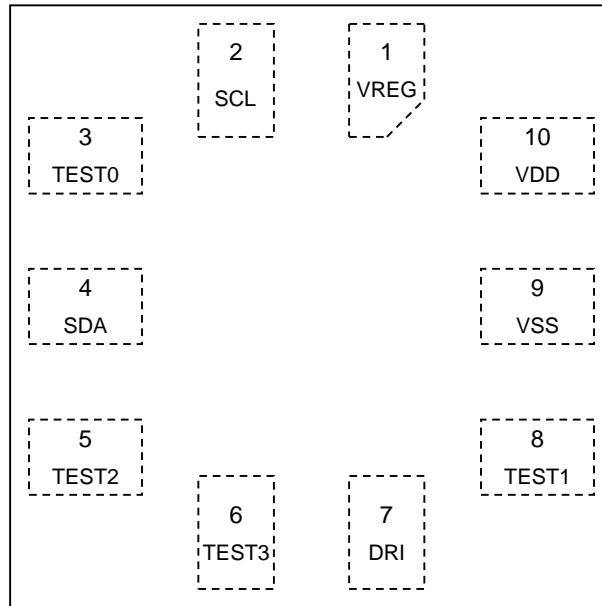 2
SCL
1
VREG
3
TEST0
10
VDD
4
SDA
9
VSS
5
TEST2
8
TEST1
6
TEST3
7
DRI